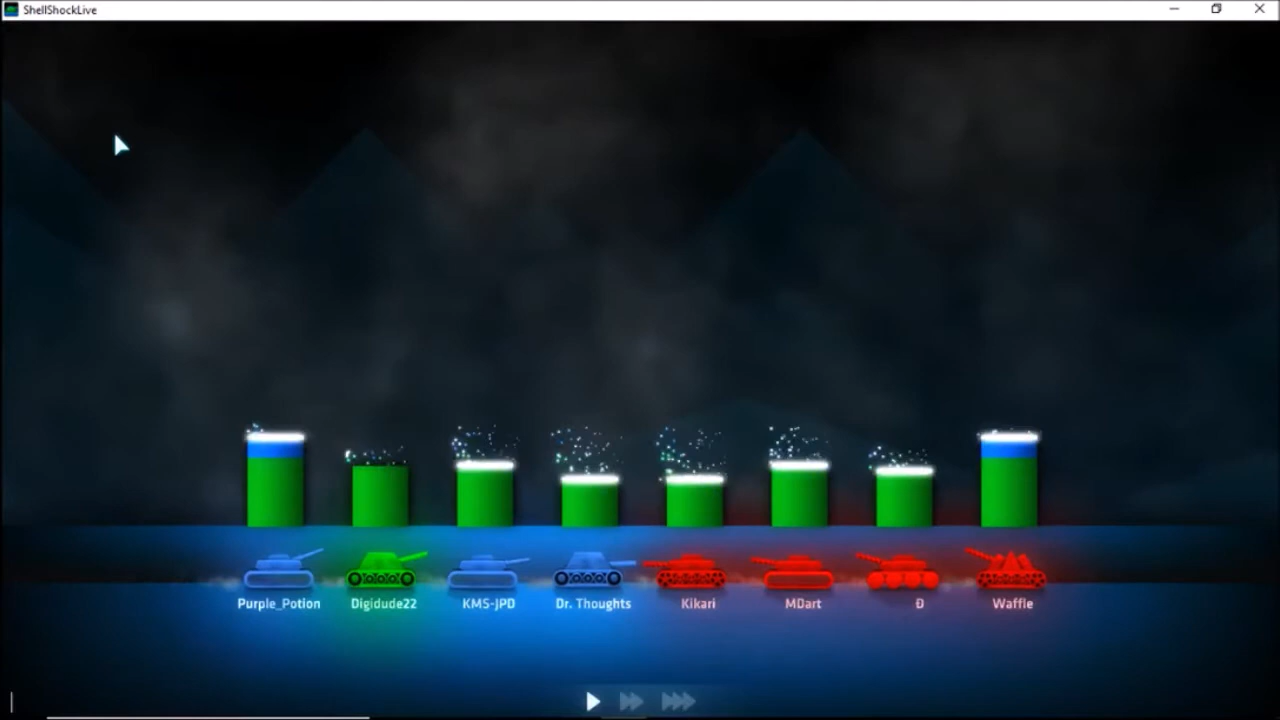 ShellShockLive
Purple_Potion Digidude22 KMS-JPD Dr. Thoughts Kikari MDart Đ Waffle